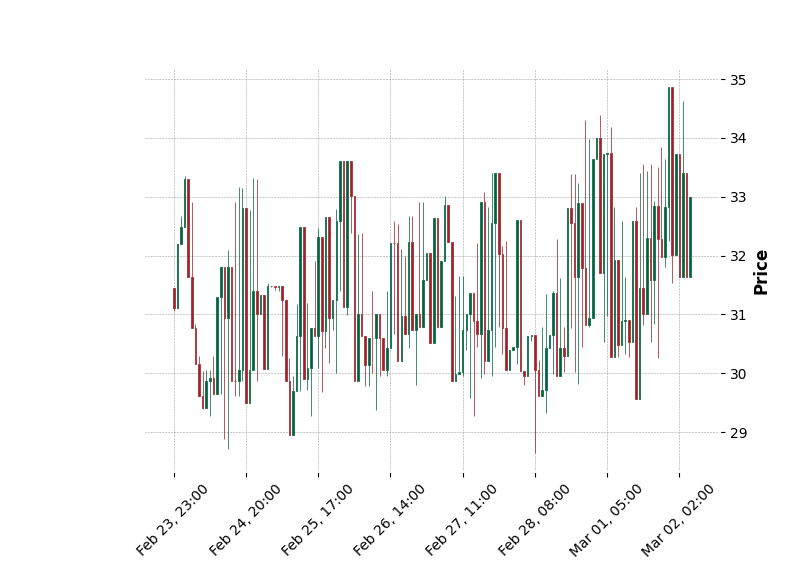 35
34
33
32
31
30
29
Price
Feb 23, 23:00
Feb 24, 20:00
Feb 25, 17:00
Feb 26, 14:00
Feb 27, 11:00
Feb 28, 08:00
Mar 01, 05:00
Mar 02, 02:00